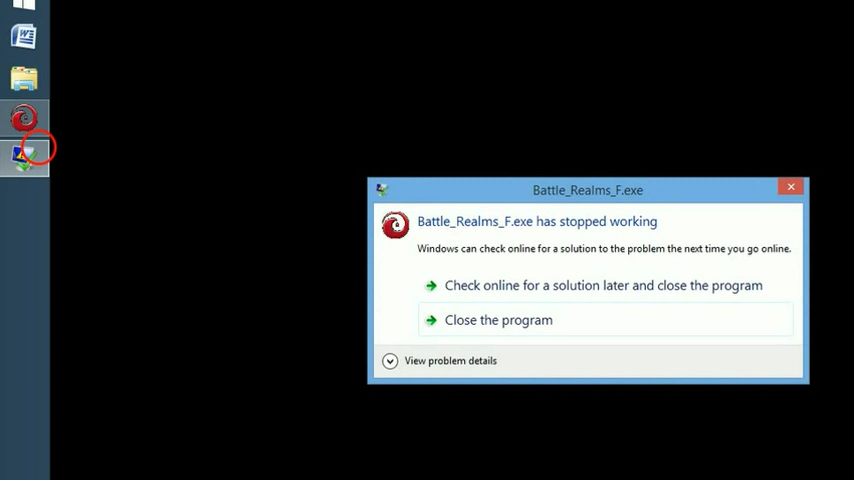 Battle_Realms_F.exe
Battle_Realms_F.exe has stopped working
Windows can check online for a solution to the problem the next time you go online.
Check online for a solution later and close the program
Close the program
View problem details